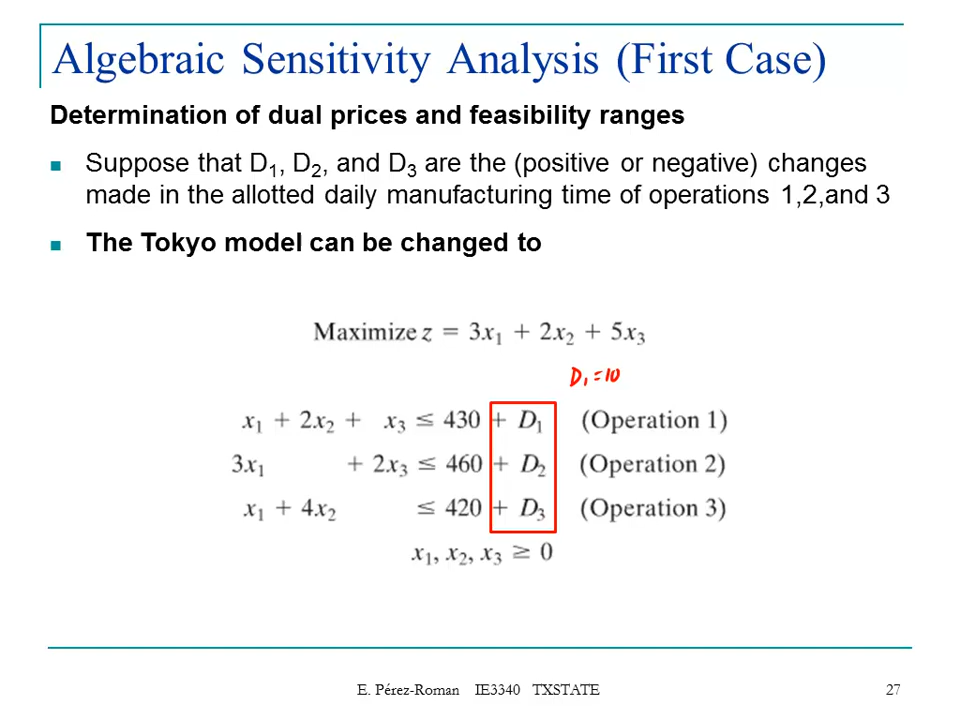 Algebraic Sensitivity Analysis (First Case)
Determination of dual prices and feasibility ranges
Suppose that D₁, D₂, and D₃ are the (positive or negative) changes
made in the allotted daily manufacturing time of operations 1,2,and 3
The Tokyo model can be changed to
Maximize z = 3x₁ + 2x₂ + 5x₃
D₁ = 10
x₁ + 2x₂ + x₃ ≤ 430 + D₁ (Operation 1)
3x₁ + 2x₃ ≤ 460 + D₂ (Operation 2)
x₁ + 4x₂ ≤ 420 + D₃ (Operation 3)
x₁, x₂, x₃ ≥ 0
E. Pérez-Roman IE3340 TXSTATE 27